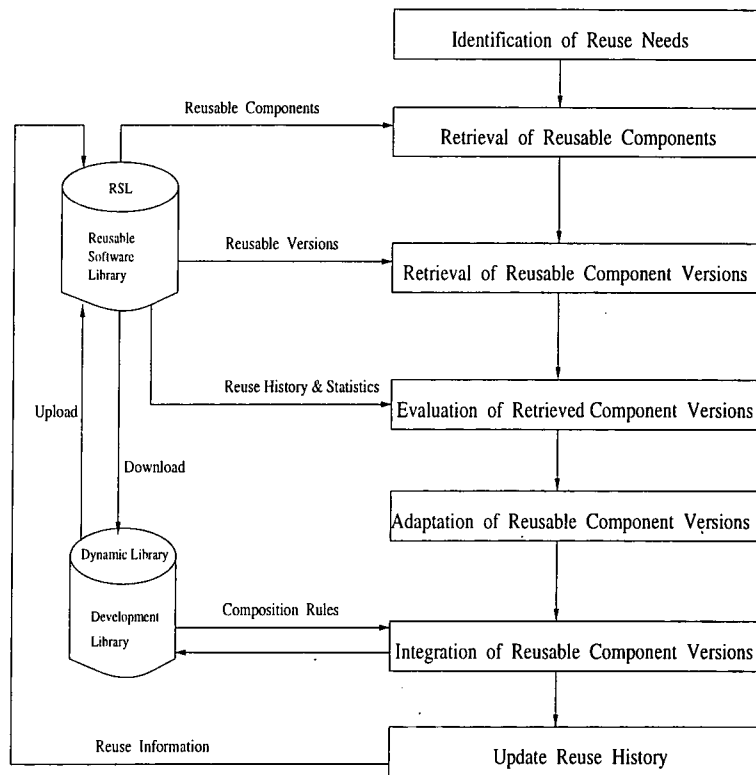 Identification of Reuse Needs
Reusable Components
Retrieval of Reusable Components
RSL
Reusable
Software
Library
Reusable Versions
Retrieval of Reusable Component Versions
Reuse History & Statistics
Evaluation of Retrieved Component Versions
Upload
Download
Adaptation of Reusable Component Versions
Dynamic Library
Development
Library
Composition Rules
Integration of Reusable Component Versions
Reuse Information
Update Reuse History